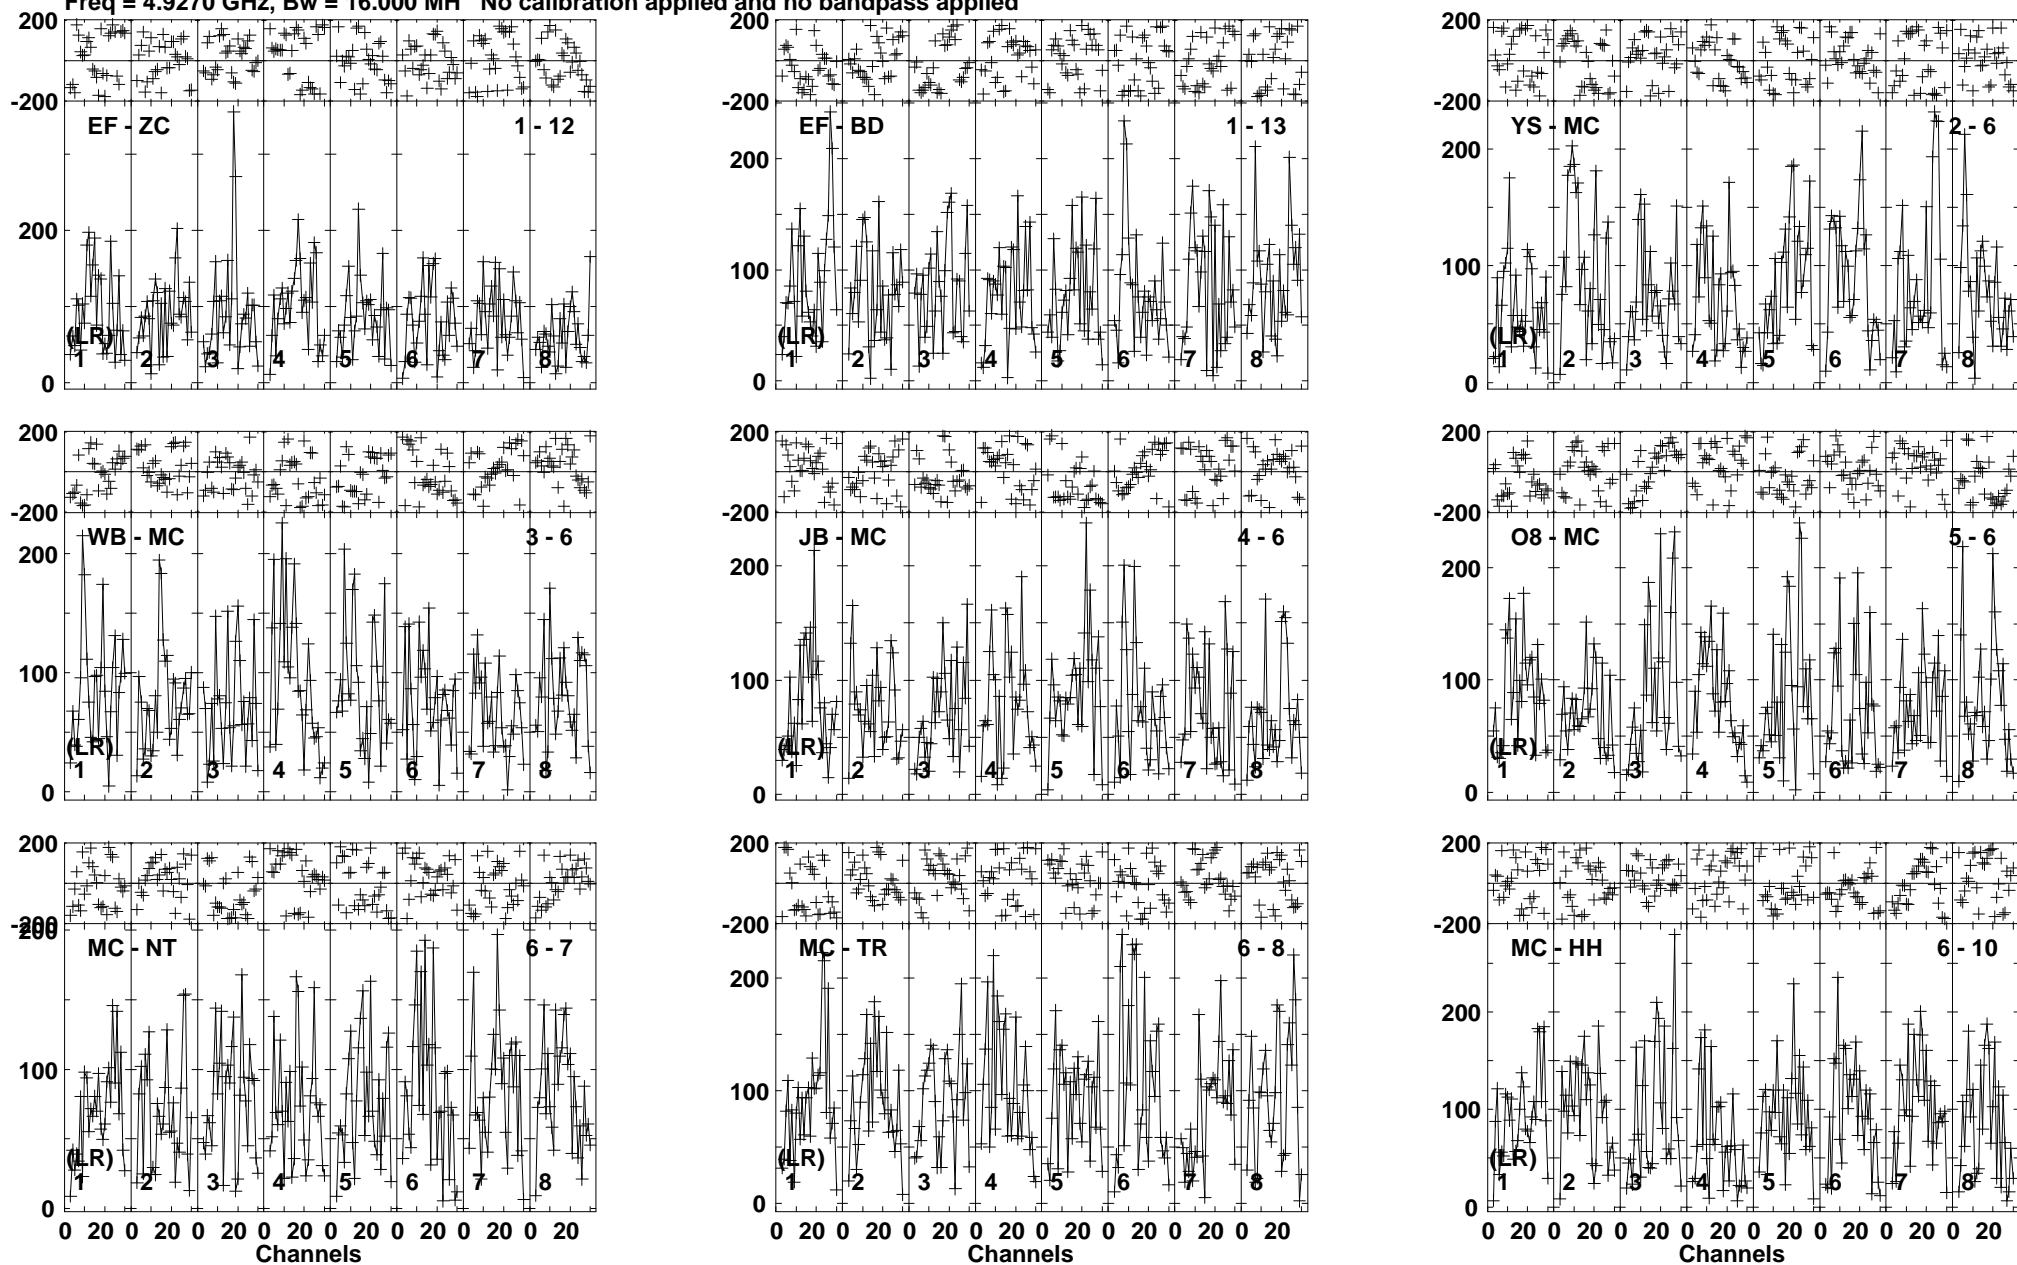 Freq = 4.9270 GHz, Bw = 16.000 MH No calibration applied and no bandpass applied
200
-200
EF - ZC 1 - 12
200
0
(LR)
1 2 3 4 5 6 7 8
200
-200
EF - BD 1 - 13
200
100
0
(LR)
1 2 3 4 5 6 7 8
200
-200
YS - MC 2 - 6
200
100
0
(LR)
1 2 3 4 5 6 7 8
200
-200
WB - MC 3 - 6
200
100
0
(LR)
1 2 3 4 5 6 7 8
200
-200
JB - MC 4 - 6
200
100
0
(LR)
1 2 3 4 5 6 7 8
200
-200
O8 - MC 5 - 6
200
100
0
(LR)
1 2 3 4 5 6 7 8
200
-200
200
MC - NT 6 - 7
100
0
(LR)
1 2 3 4 5 6 7 8
0 20 0 20 0 20 0 20 0 20 0 20 0 20 0 20
Channels
200
-200
MC - TR 6 - 8
200
100
0
(LR)
1 2 3 4 5 6 7 8
0 20 0 20 0 20 0 20 0 20 0 20 0 20 0 20
Channels
200
-200
MC - HH 6 - 10
200
100
0
(LR)
1 2 3 4 5 6 7 8
0 20 0 20 0 20 0 20 0 20 0 20 0 20 0 20
Channels